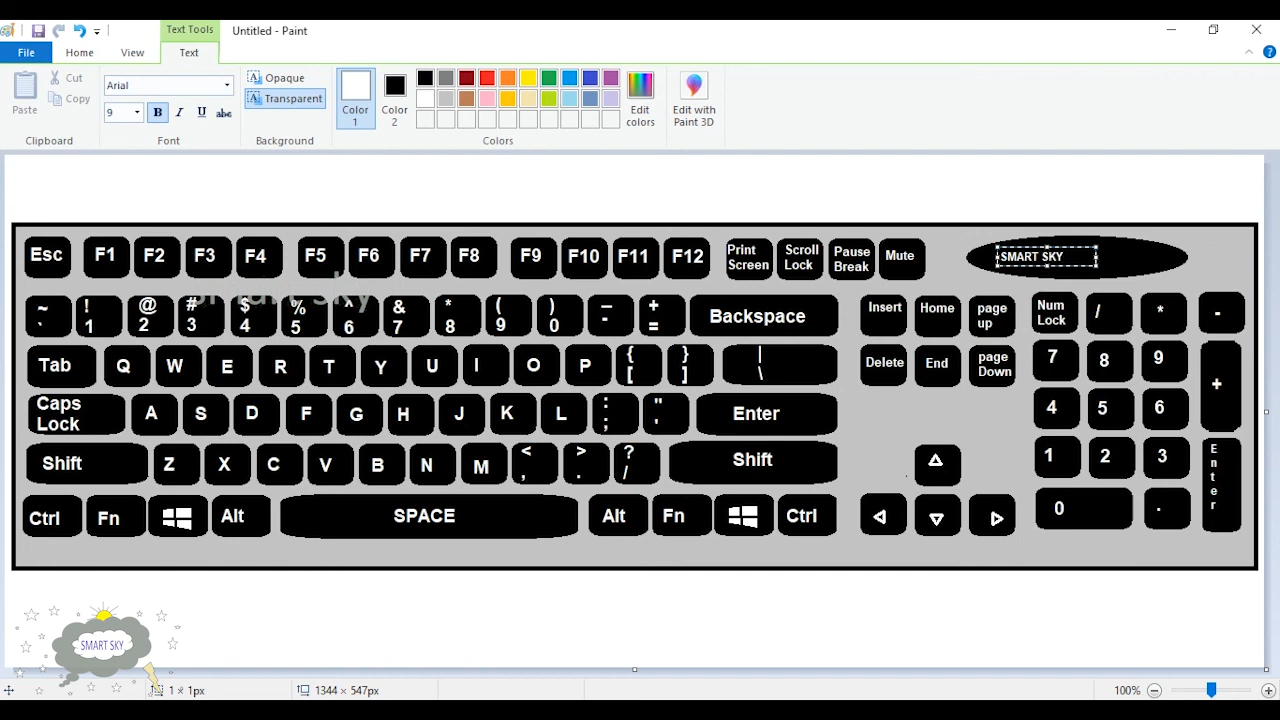 Text Tools
Untitled - Paint
File Home View Text
Paste
Cut
Copy
Clipboard
Arial
9
B I U abc
Font
Opaque
Transparent
Background
Color 1
Color 2
Edit colors
Colors
Edit with Paint 3D
Esc F1 F2 F3 F4 F5 F6 F7 F8 F9 F10 F11 F12 Print Screen Scroll Lock Pause Break Mute
SMART SKY
smart sky
~ ` ! 1 @ 2 # 3 $ 4 % 5 6 & 7 * 8 ( 9 ) 0 – - + = Backspace Insert Home page up Num Lock / * -
Tab Q W E R T Y U I O P { [ } ] | \ Delete End page Down 7 8 9 +
Caps Lock A S D F G H J K L : ; " ' Enter 4 5 6
Shift Z X C V B N M < , > . ? / Shift 1 2 3 Enter
Ctrl Fn Alt SPACE Alt Fn Ctrl 0 .
SMART SKY
1 × 1px
1344 × 547px
100%